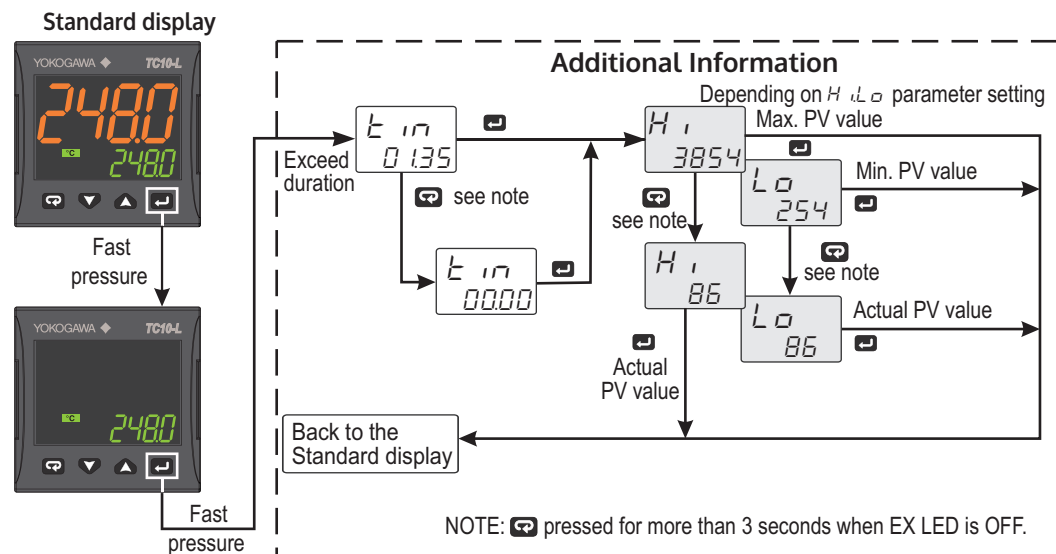 Standard display
YOKOGAWA ◆ TC10-L
248.0
°C 248.0
Fast
pressure
YOKOGAWA ◆ TC10-L
°C 248.0
Fast
pressure
Additional Information
Depending on HiLo parameter setting
Exceed
duration
tin
01.35
see note
tin
00.00
Max. PV value
Hi
3854
Min. PV value
Lo
254
see note
see note
Hi
86
Actual PV value
Lo
86
Actual
PV value
Back to the
Standard display
NOTE: pressed for more than 3 seconds when EX LED is OFF.